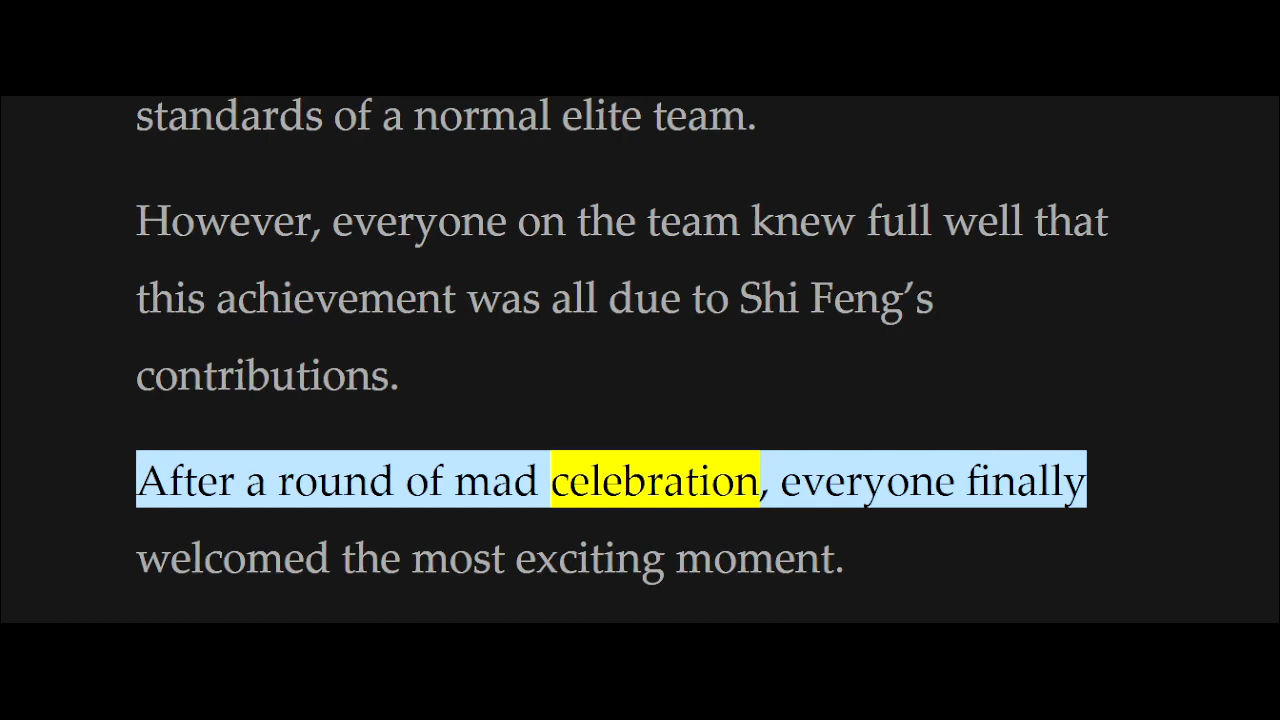 standards of a normal elite team.
However, everyone on the team knew full well that
this achievement was all due to Shi Feng’s
contributions.
After a round of mad celebration, everyone finally
welcomed the most exciting moment.